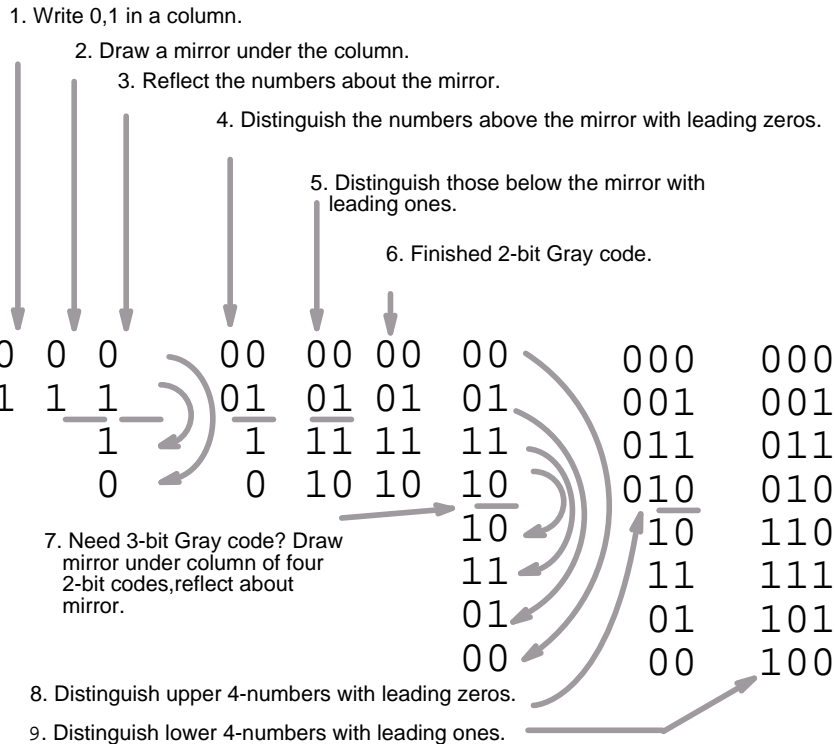 1. Write 0,1 in a column.
2. Draw a mirror under the column.
3. Reflect the numbers about the mirror.
4. Distinguish the numbers above the mirror with leading zeros.
5. Distinguish those below the mirror with
leading ones.
6. Finished 2-bit Gray code.
0 0 0 00 00 00 00 000 000
1 1 1 01 01 01 01 001 001
1 1 11 11 11 011 011
0 0 10 10 10 010 010
10 10 110
11 11 111
01 01 101
00 00 100
7. Need 3-bit Gray code? Draw
mirror under column of four
2-bit codes,reflect about
mirror.
8. Distinguish upper 4-numbers with leading zeros.
9. Distinguish lower 4-numbers with leading ones.